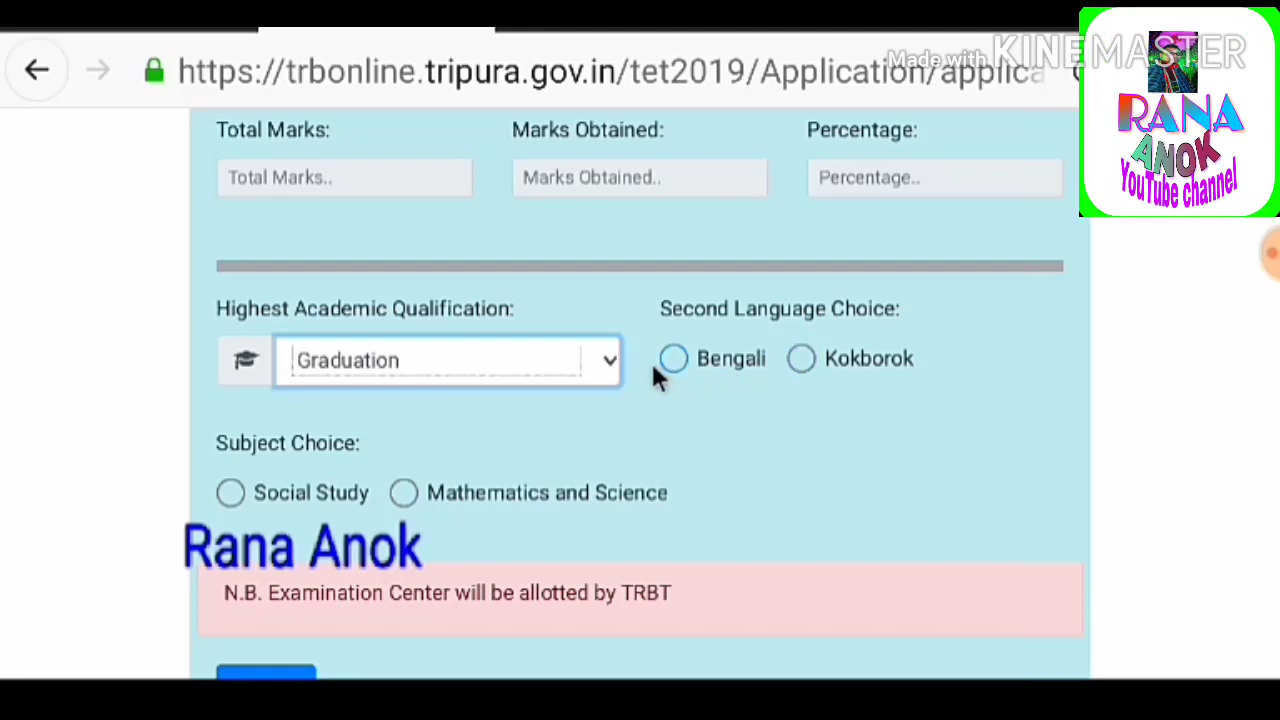 Made with KINEMASTER
https://trbonline.tripura.gov.in/tet2019/Application/applica
RANA
ANOK
YouTube channel
Total Marks: Marks Obtained: Percentage:
Total Marks.. Marks Obtained.. Percentage..
Highest Academic Qualification: Second Language Choice:
Graduation Bengali Kokborok
Subject Choice:
Social Study Mathematics and Science
Rana Anok
N.B. Examination Center will be allotted by TRBT